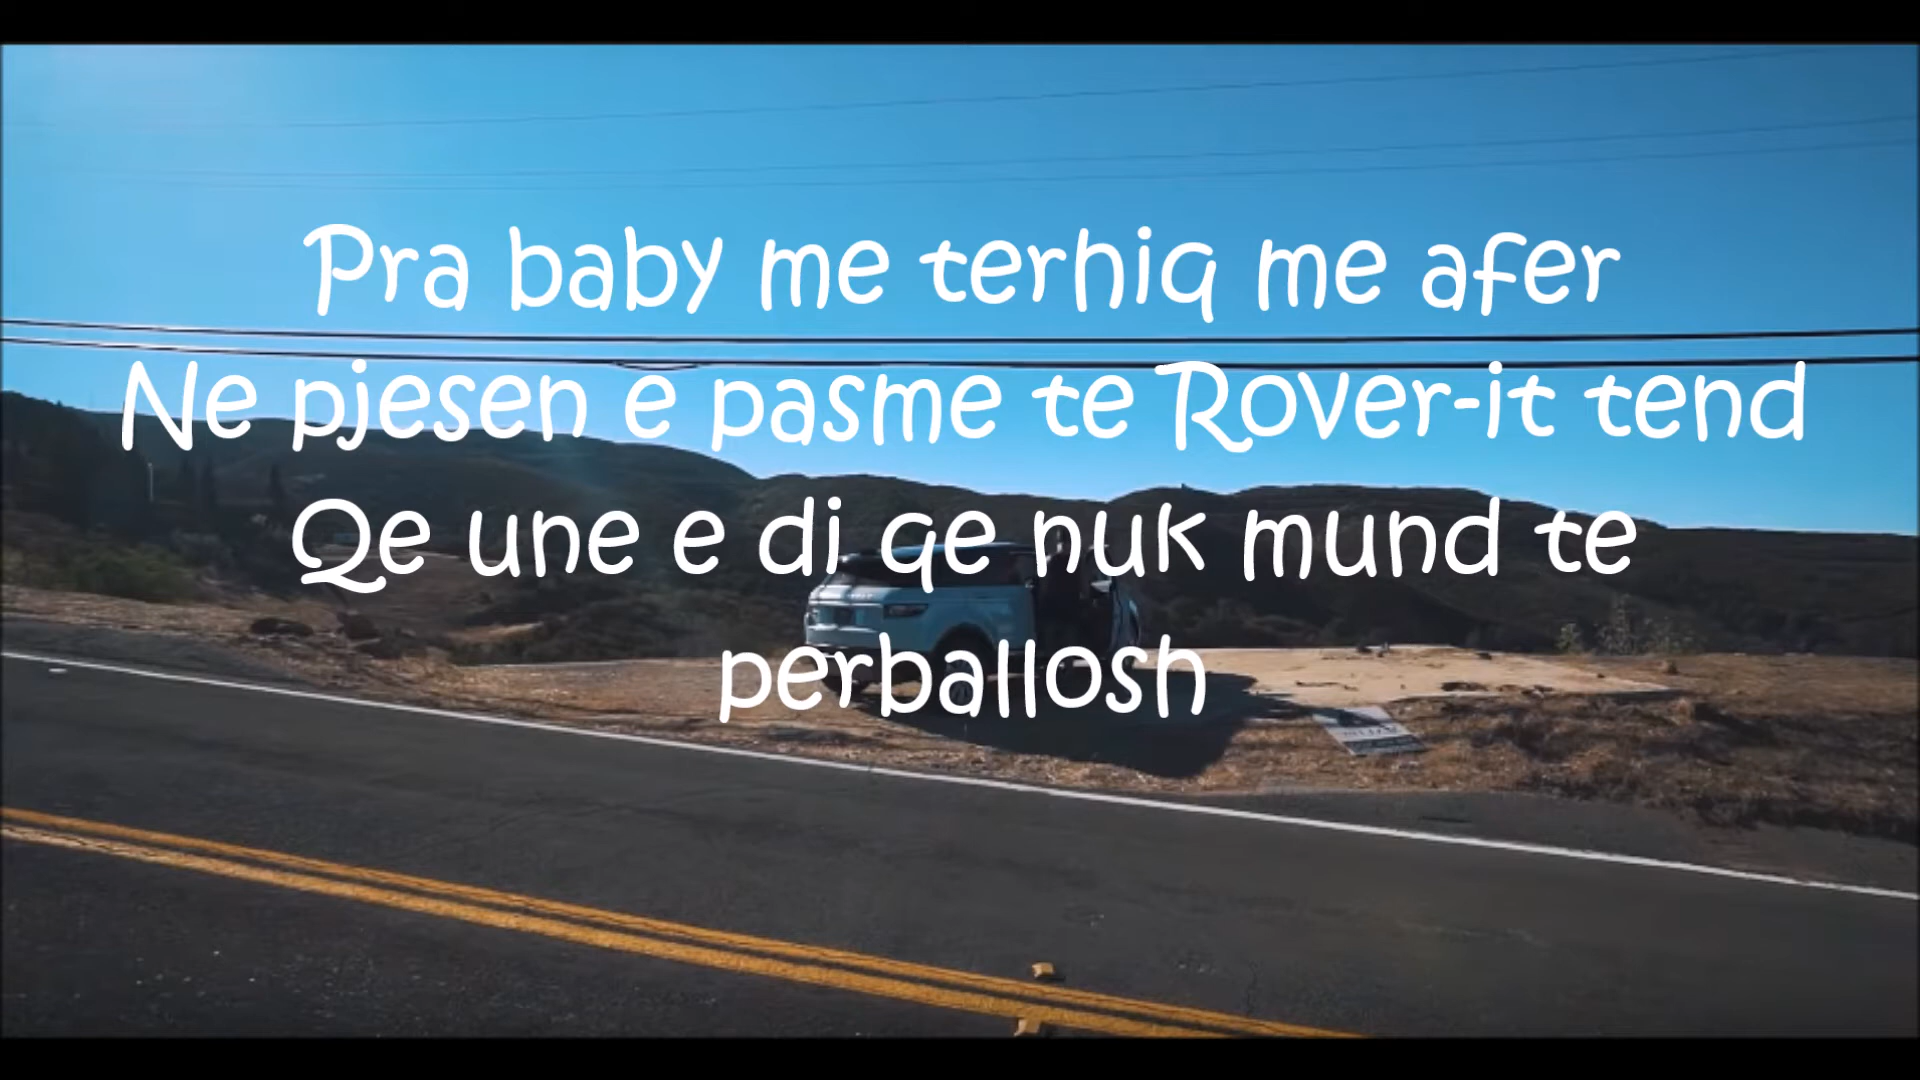 Pra baby me terhiq me afer
Ne pjesen e pasme te Rover-it tend
Qe une e di qe nuk mund te
perballosh